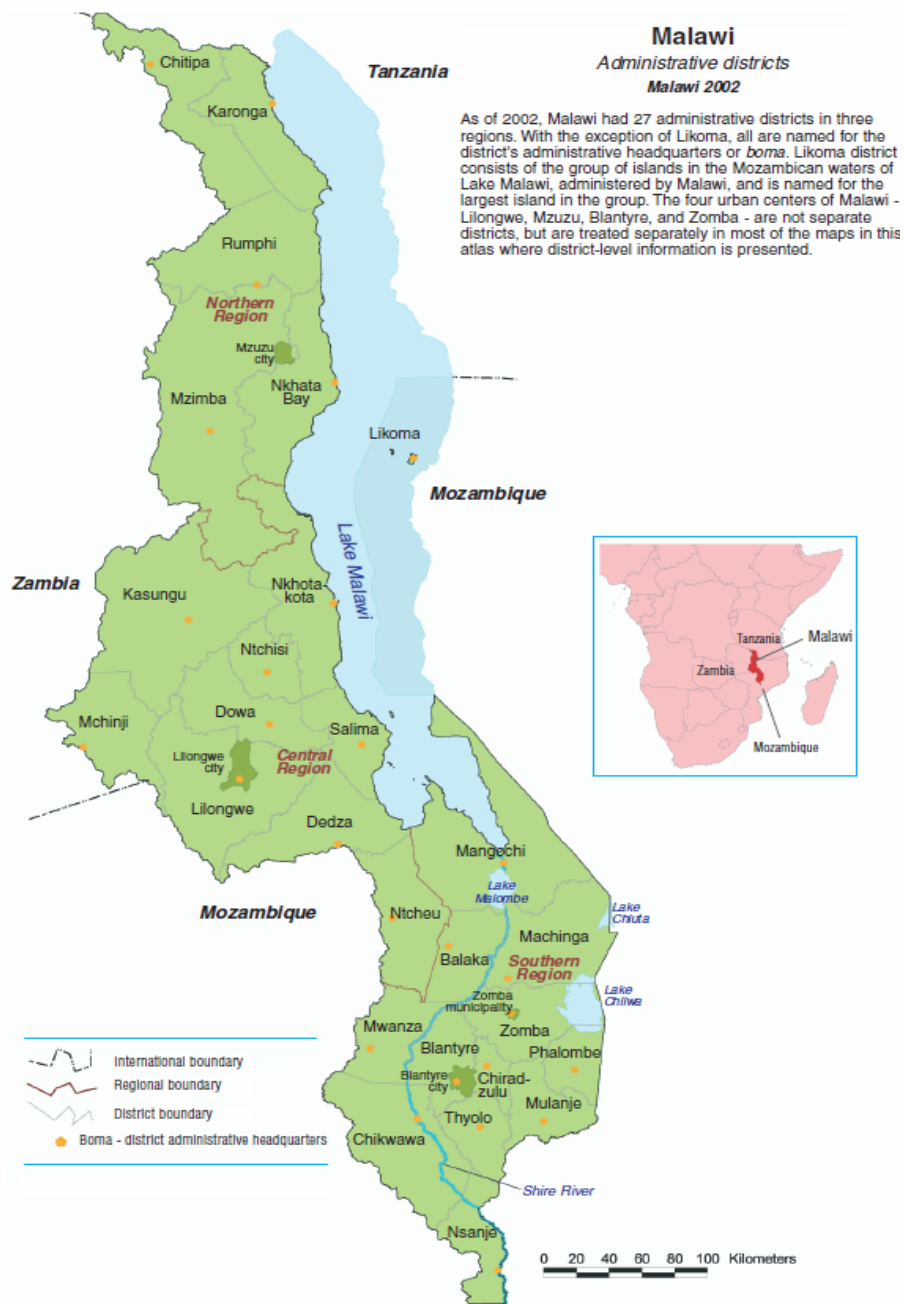 Malawi
Administrative districts
Malawi 2002
As of 2002, Malawi had 27 administrative districts in three
regions. With the exception of Likoma, all are named for the
district's administrative headquarters or boma. Likoma district
consists of the group of islands in the Mozambican waters of
Lake Malawi, administered by Malawi, and is named for the
largest island in the group. The four urban centers of Malawi -
Lilongwe, Mzuzu, Blantyre, and Zomba - are not separate
districts, but are treated separately in most of the maps in this
atlas where district-level information is presented.
Chitipa
Tanzania
Karonga
Rumphi
Northern
Region
Mzuzu
city
Nkhata
Bay
Mzimba
Likoma
Mozambique
Lake Malawi
Zambia
Kasungu
Nkhota-
kota
Ntchisi
Mchinji
Dowa
Salima
Lilongwe
city
Central
Region
Lilongwe
Dedza
Mangochi
Lake
Malombe
Mozambique
Ntcheu
Lake
Chiuta
Machinga
Balaka
Southern
Region
Lake
Chilwa
Zomba
municipality
Mwanza
Zomba
Blantyre
Phalombe
Blantyre
city
Chirad-
zulu
Mulanje
Thyolo
Chikwawa
Shire River
Nsanje
Tanzania
Malawi
Zambia
Mozambique
International boundary
Regional boundary
District boundary
Boma - district administrative headquarters
0 20 40 60 80 100 Kilometers